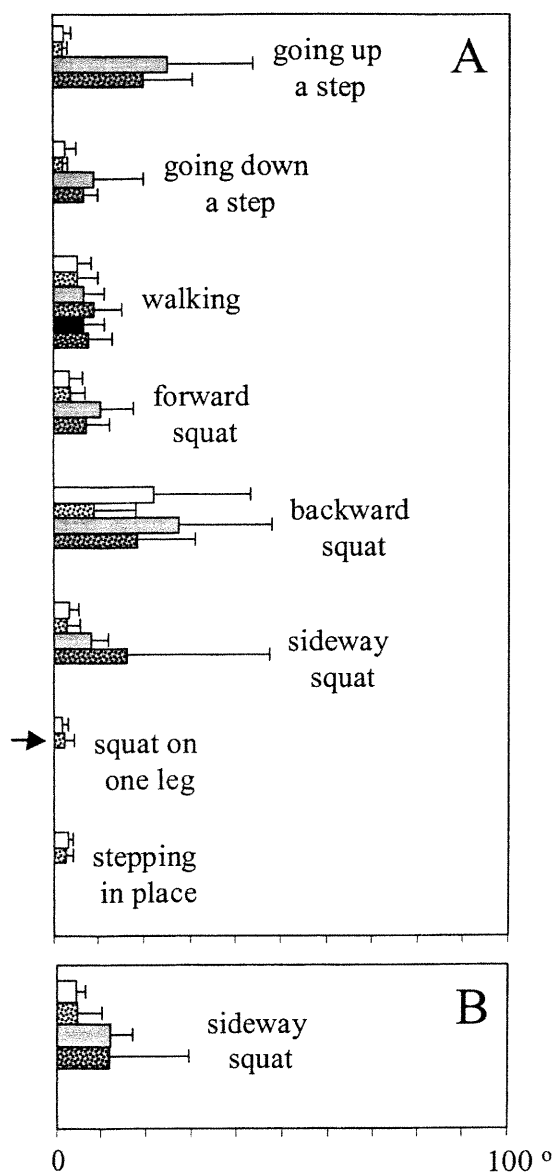 A
going up
a step
going down
a step
walking
forward
squat
backward
squat
sideway
squat
squat on
one leg
stepping
in place
B
sideway
squat
0 100 º